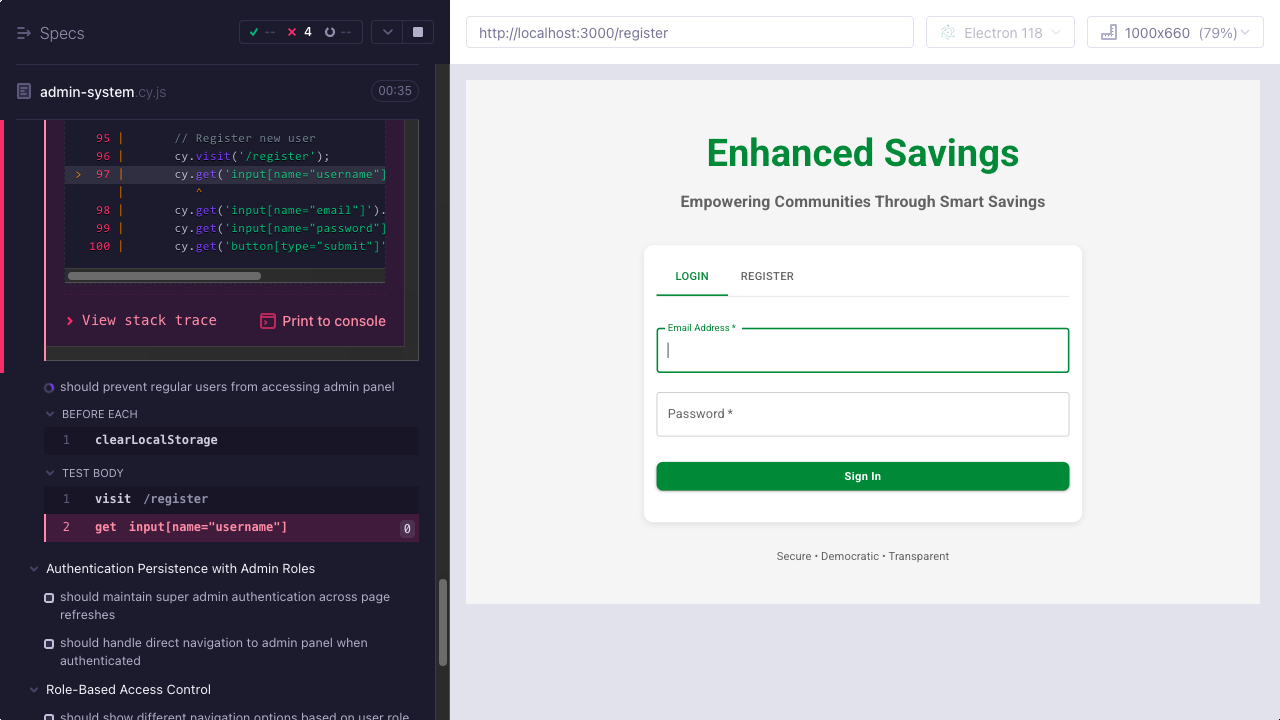 Specs
-- 4 --
admin-system.cy.js
00:35
95 | // Register new user
96 | cy.visit('/register');
> 97 | cy.get('input[name="username"]
| ^
98 | cy.get('input[name="email"]').
99 | cy.get('input[name="password"]
100 | cy.get('button[type="submit"]'
View stack trace
Print to console
should prevent regular users from accessing admin panel
BEFORE EACH
1 clearLocalStorage
TEST BODY
1 visit /register
2 get input[name="username"] 0
Authentication Persistence with Admin Roles
should maintain super admin authentication across page
refreshes
should handle direct navigation to admin panel when
authenticated
Role-Based Access Control
should show different navigation options based on user role
http://localhost:3000/register
Electron 118
1000x660 (79%)
Enhanced Savings
Empowering Communities Through Smart Savings
LOGIN
REGISTER
Email Address *
Password *
Sign In
Secure • Democratic • Transparent